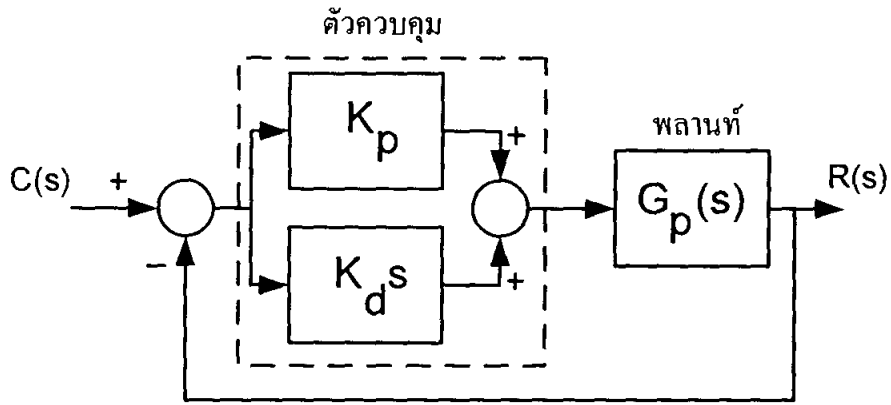 ตัวควบคุม
K_p
พลานท์
C(s)
+
+
G_p(s)
R(s)
−
K_d s
+